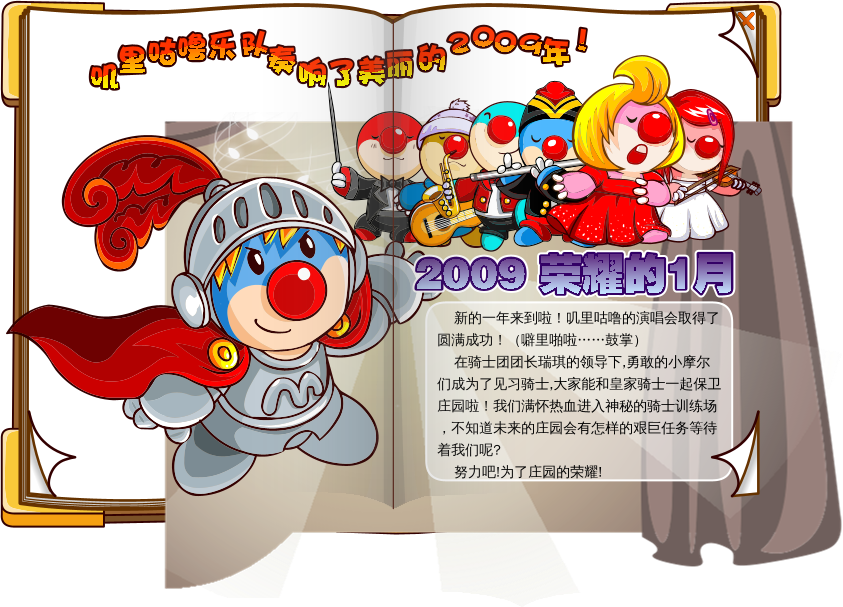 叽里咕噜乐队奏响了美丽的2009年！
2009 荣耀的1月
新的一年来到啦！叽里咕噜的演唱会取得了
圆满成功！（噼里啪啦……鼓掌）
在骑士团团长瑞琪的领导下,勇敢的小摩尔
们成为了见习骑士,大家能和皇家骑士一起保卫
庄园啦！我们满怀热血进入神秘的骑士训练场
，不知道未来的庄园会有怎样的艰巨任务等待
着我们呢?
努力吧!为了庄园的荣耀!